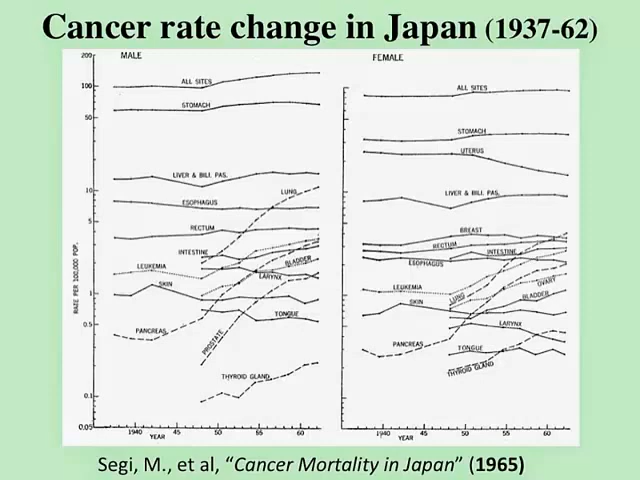 Cancer rate change in Japan (1937-62)
MALE
FEMALE
200
100
50
10
5
2
1
0.5
0.1
0.05
RATE PER 100,000 POP.
ALL SITES
STOMACH
LIVER & BILI. PAS.
LUNG
ESOPHAGUS
RECTUM
INTESTINE
LEUKEMIA
BLADDER
LARYNX
SKIN
TONGUE
PANCREAS
PROSTATE
THYROID GLAND
1940 45 50 55 60
YEAR
ALL SITES
STOMACH
UTERUS
LIVER & BILI. PAS.
BREAST
RECTUM
INTESTINE
ESOPHAGUS
LEUKEMIA
LUNG
OVARY
BLADDER
SKIN
LARYNX
PANCREAS
TONGUE
THYROID GLAND
1940 45 50 55 60
YEAR
Segi, M., et al, “Cancer Mortality in Japan” (1965)